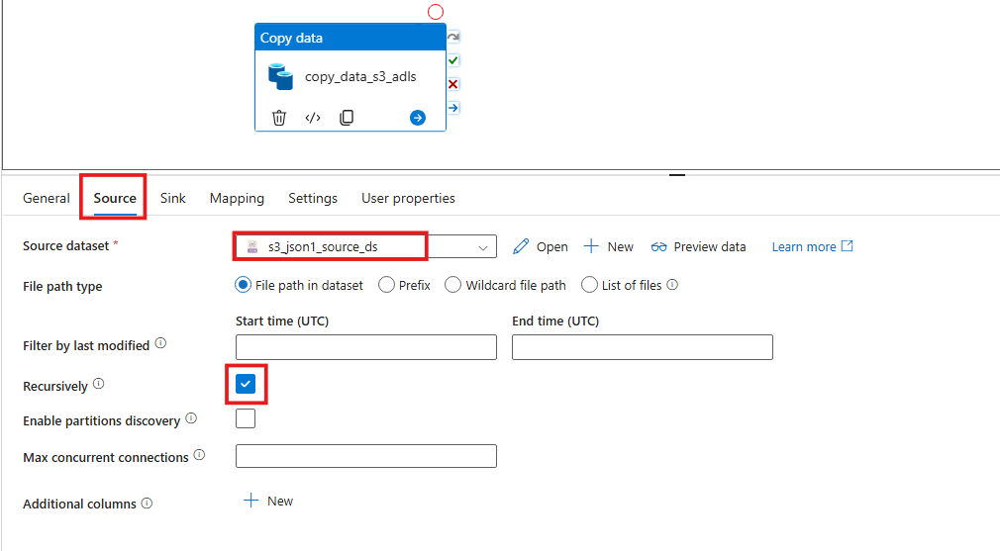 Copy data
copy_data_s3_adls
General Source Sink Mapping Settings User properties
Source dataset * s3_json1_source_ds Open New Preview data Learn more
File path type File path in dataset Prefix Wildcard file path List of files
Start time (UTC) End time (UTC)
Filter by last modified
Recursively
Enable partitions discovery
Max concurrent connections
Additional columns New